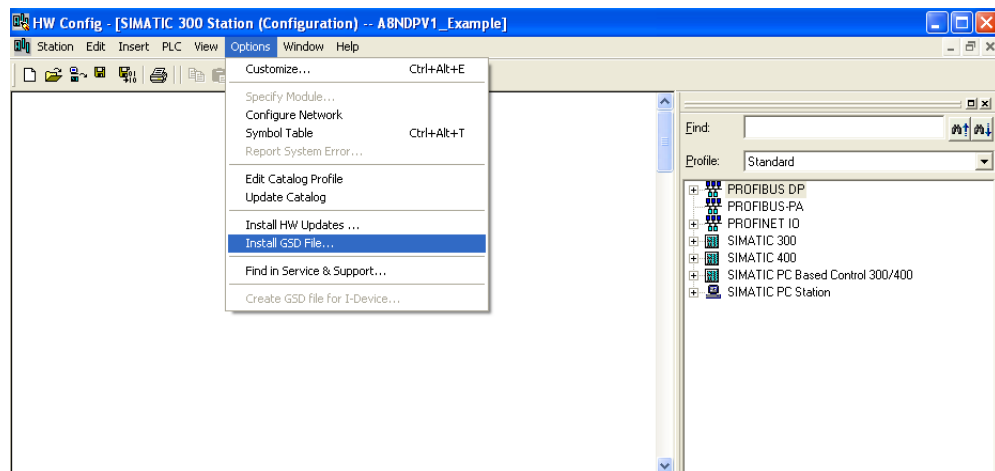 HW Config - [SIMATIC 300 Station (Configuration) -- A8NDPV1_Example]
Station Edit Insert PLC View Options Window Help
Customize... Ctrl+Alt+E
Specify Module...
Configure Network
Symbol Table Ctrl+Alt+T
Report System Error...
Edit Catalog Profile
Update Catalog
Install HW Updates ...
Install GSD File...
Find in Service & Support...
Create GSD file for I-Device...
Find:
Profile: Standard
PROFIBUS DP
PROFIBUS-PA
PROFINET IO
SIMATIC 300
SIMATIC 400
SIMATIC PC Based Control 300/400
SIMATIC PC Station